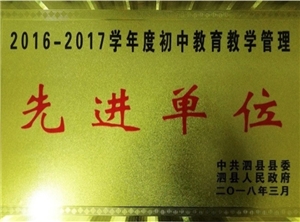 2016-2017学年度初中教育教学管理
先进单位
中共泗县县委
泗县人民政府
二〇一八年三月